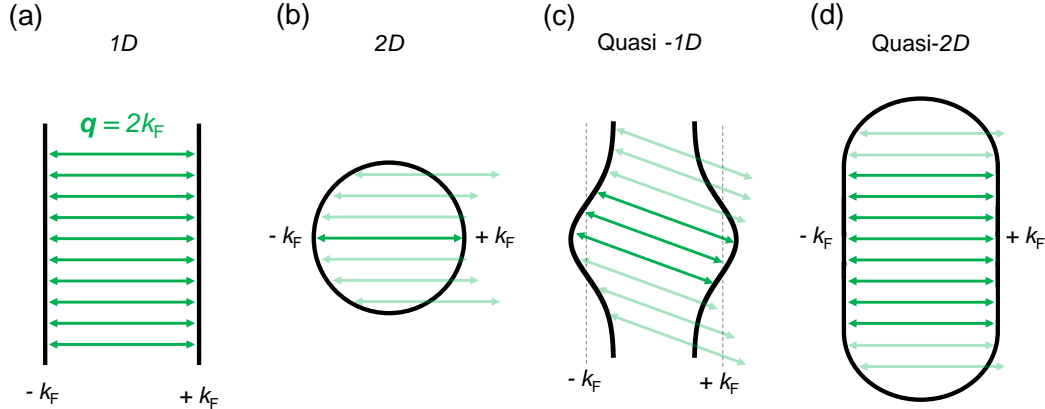 (a)
1D
q = 2kF
- kF
+ kF
(b)
2D
- kF
+ kF
(c)
Quasi -1D
- kF
+ kF
(d)
Quasi-2D
- kF
+ kF